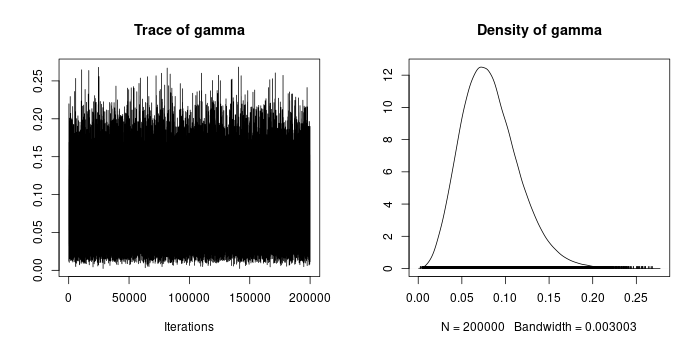 Trace of gamma
0.00 0.05 0.10 0.15 0.20 0.25
0 50000 100000 150000 200000
Iterations
Density of gamma
0 2 4 6 8 10 12
0.00 0.05 0.10 0.15 0.20 0.25
N = 200000 Bandwidth = 0.003003